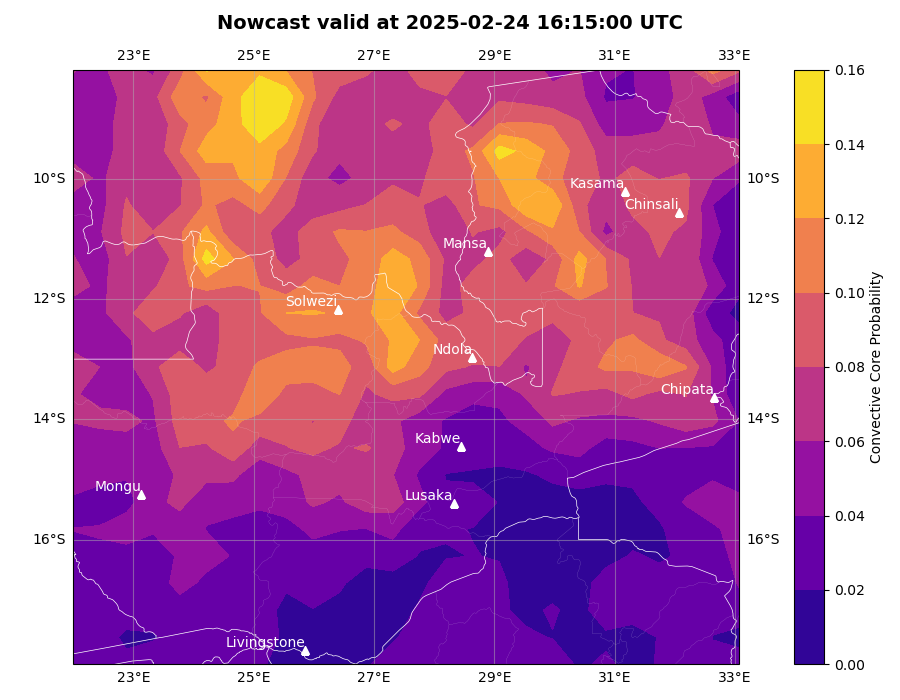 Nowcast valid at 2025-02-24 16:15:00 UTC
23°E 25°E 27°E 29°E 31°E 33°E
0.16
0.14
10°S 10°S
Kasama
Chinsali
0.12
Mansa
12°S 12°S
Solwezi
0.10
Ndola
0.08
Chipata
14°S 14°S
Kabwe
0.06
Mongu
Lusaka
0.04
16°S 16°S
0.02
Livingstone
0.00
23°E 25°E 27°E 29°E 31°E 33°E
Convective Core Probability